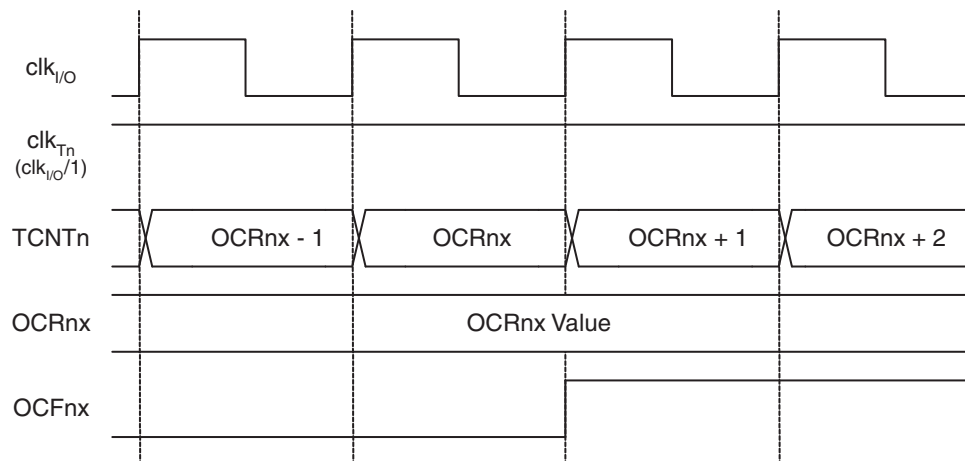 clkI/O
clkTn
(clkI/O/1)
TCNTn
OCRnx - 1
OCRnx
OCRnx + 1
OCRnx + 2
OCRnx
OCRnx Value
OCFnx